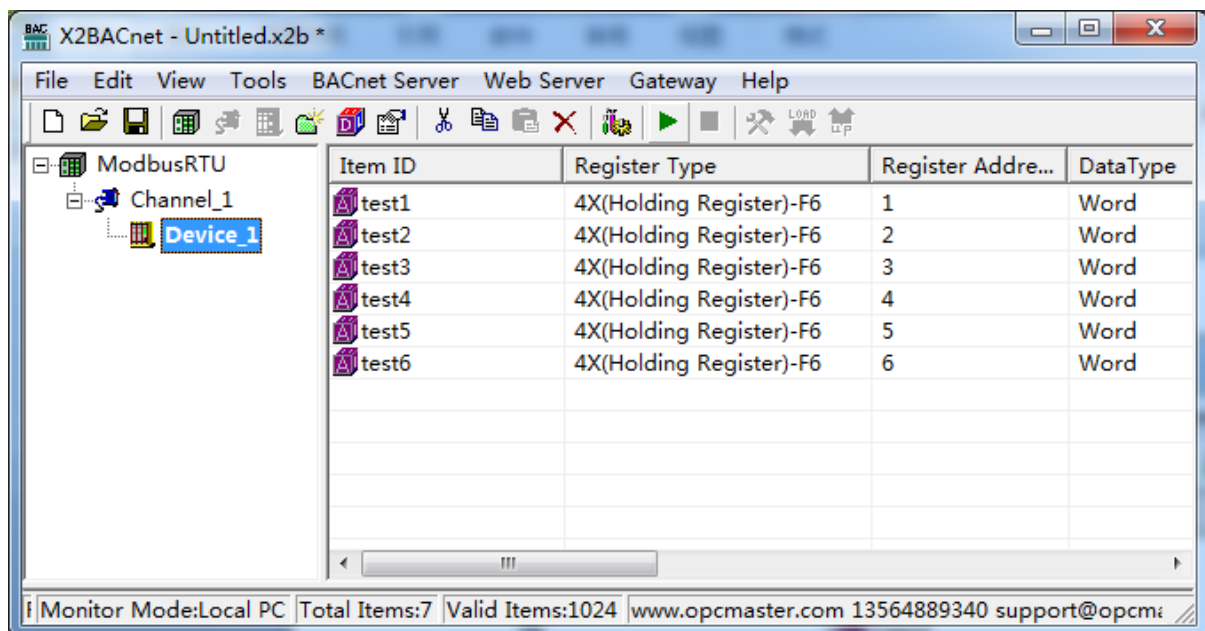 X2BACnet - Untitled.x2b *
File Edit View Tools BACnet Server Web Server Gateway Help
LOAD UP
ModbusRTU
Channel_1
Device_1
Item ID Register Type Register Addre... DataType
test1 4X(Holding Register)-F6 1 Word
test2 4X(Holding Register)-F6 2 Word
test3 4X(Holding Register)-F6 3 Word
test4 4X(Holding Register)-F6 4 Word
test5 4X(Holding Register)-F6 5 Word
test6 4X(Holding Register)-F6 6 Word
Monitor Mode:Local PC Total Items:7 Valid Items:1024 www.opcmaster.com 13564889340 support@opcma